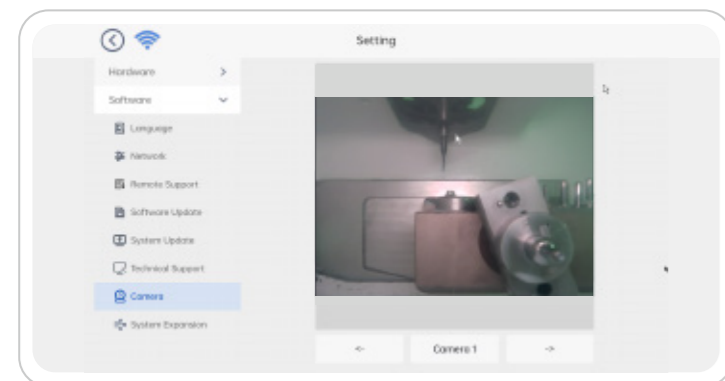 Setting
Hardware
Software
Language
Network
Remote Support
Software Update
System Update
Technical Support
Camera
System Expansion
<- Camera 1 ->